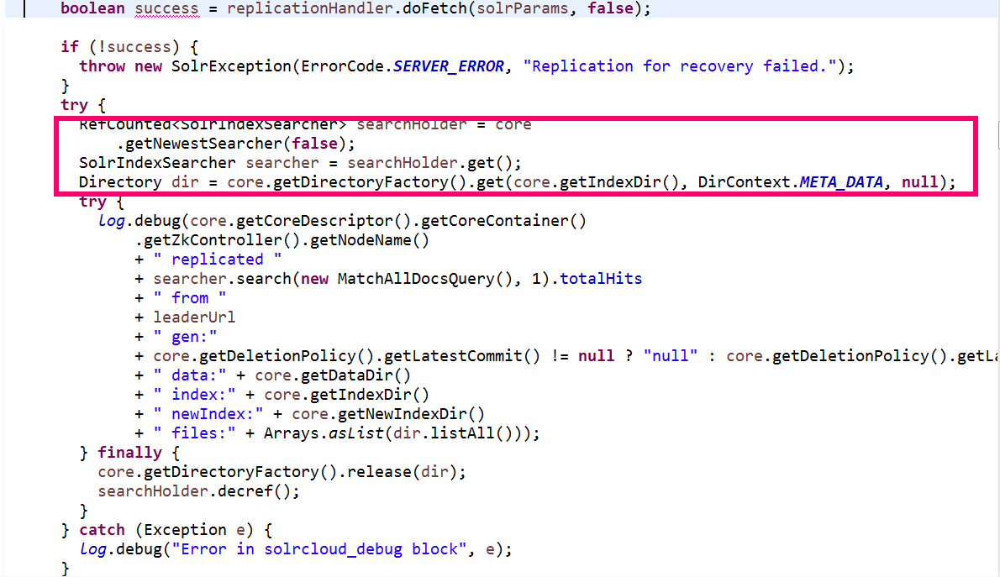 boolean success = replicationHandler.doFetch(solrParams, false);
if (!success) {
throw new SolrException(ErrorCode.SERVER_ERROR, "Replication for recovery failed.");
}
try {
RefCounted<SolrIndexSearcher> searchHolder = core
.getNewestSearcher(false);
SolrIndexSearcher searcher = searchHolder.get();
Directory dir = core.getDirectoryFactory().get(core.getIndexDir(), DirContext.META_DATA, null);
try {
log.debug(core.getCoreDescriptor().getCoreContainer()
.getZkController().getNodeName()
+ " replicated "
+ searcher.search(new MatchAllDocsQuery(), 1).totalHits
+ " from "
+ leaderUrl
+ " gen:"
+ core.getDeletionPolicy().getLatestCommit() != null ? "null" : core.getDeletionPolicy().getLa
+ " data:" + core.getDataDir()
+ " index:" + core.getIndexDir()
+ " newIndex:" + core.getNewIndexDir()
+ " files:" + Arrays.asList(dir.listAll()));
} finally {
core.getDirectoryFactory().release(dir);
searchHolder.decref();
}
} catch (Exception e) {
log.debug("Error in solrcloud_debug block", e);
}